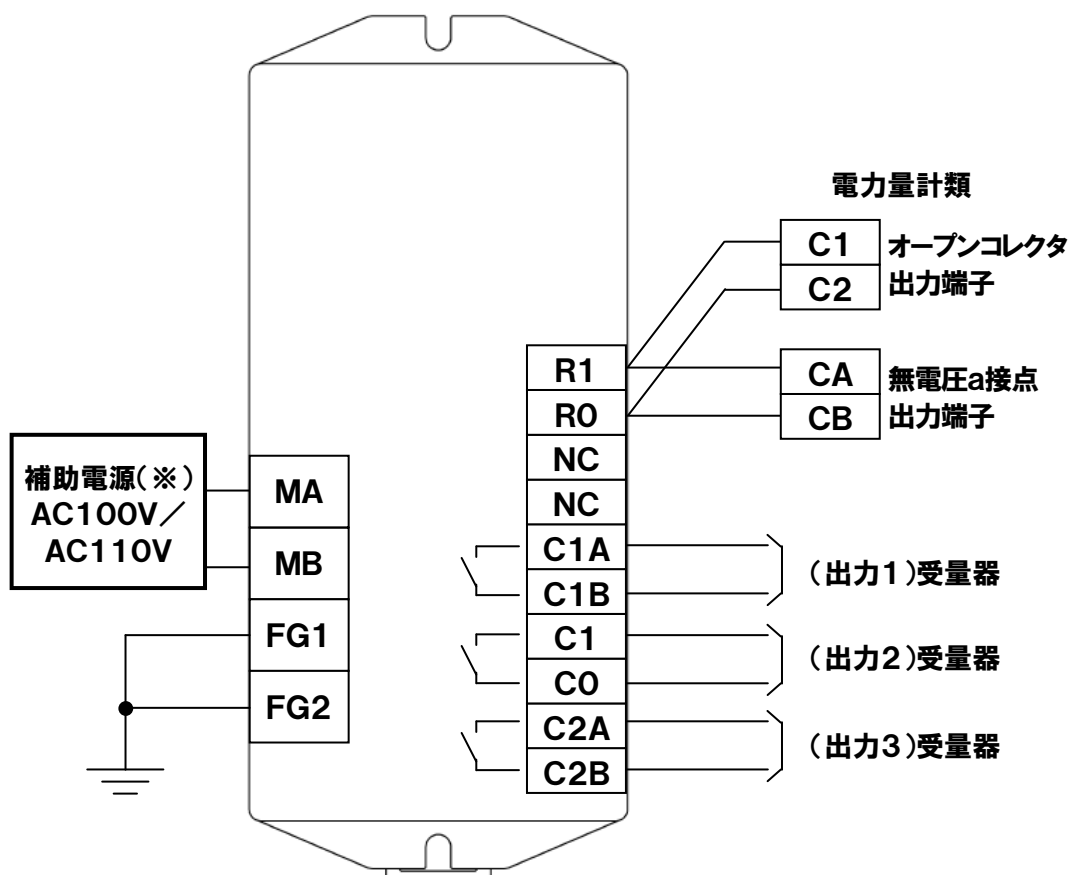 電力量計類
C1
オープンコレクタ
C2
出力端子
R1
CA
無電圧a接点
R0
CB
出力端子
NC
NC
補助電源(※)
AC100V／
AC110V
MA
MB
FG1
FG2
C1A
C1B
(出力1)受量器
C1
C0
(出力2)受量器
C2A
C2B
(出力3)受量器